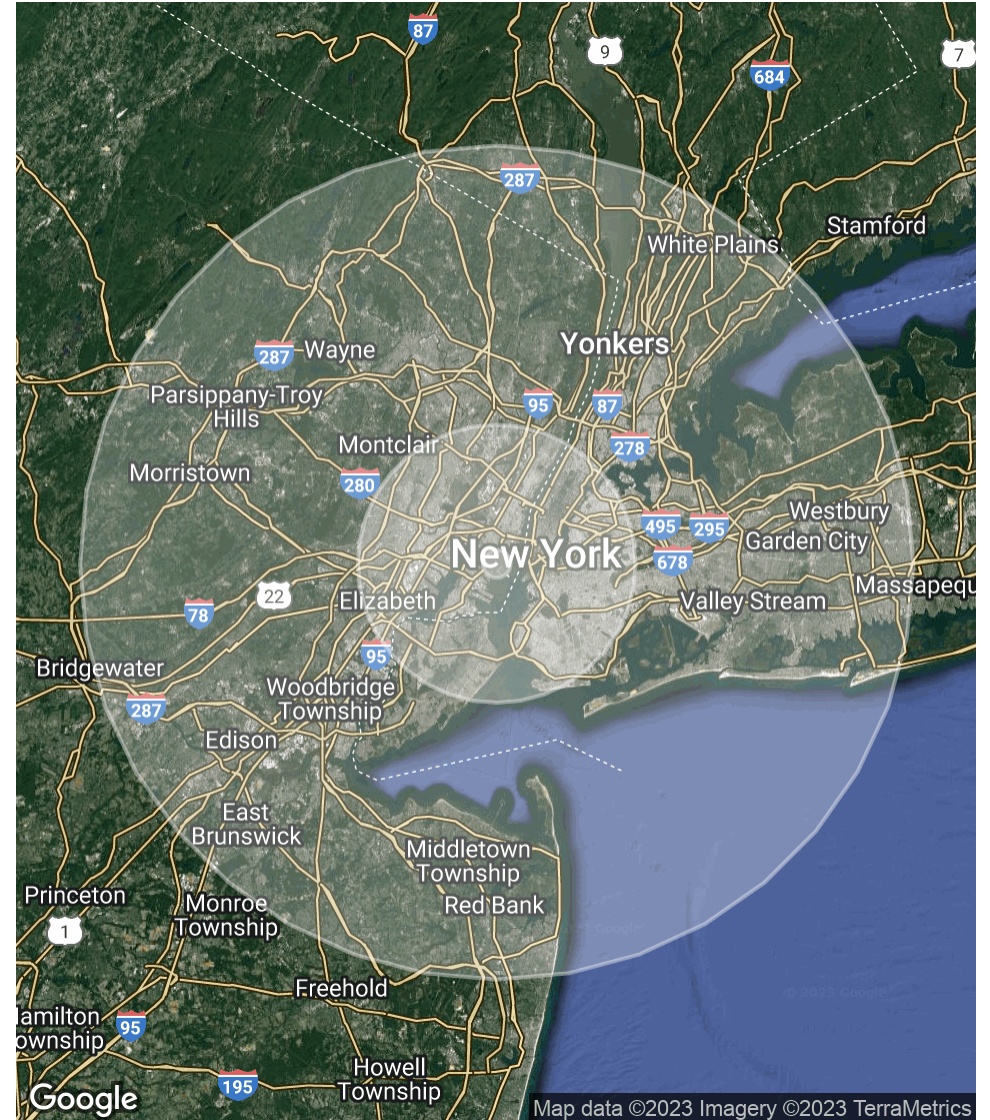 87
9
684
7
287
Stamford
White Plains
Yonkers
287
Wayne
Parsippany-Troy
Hills
95
87
Montclair
278
Morristown
280
Westbury
495
295
Garden City
New York
678
Massapequ
22
Elizabeth
Valley Stream
78
95
Bridgewater
Woodbridge
Township
287
Edison
East
Brunswick
Middletown
Township
Princeton
Monroe
Township
Red Bank
1
Freehold
©2023 Google
Hamilton
ownship
95
Howell
Township
195
Google
Map data ©2023 Imagery ©2023 TerraMetrics